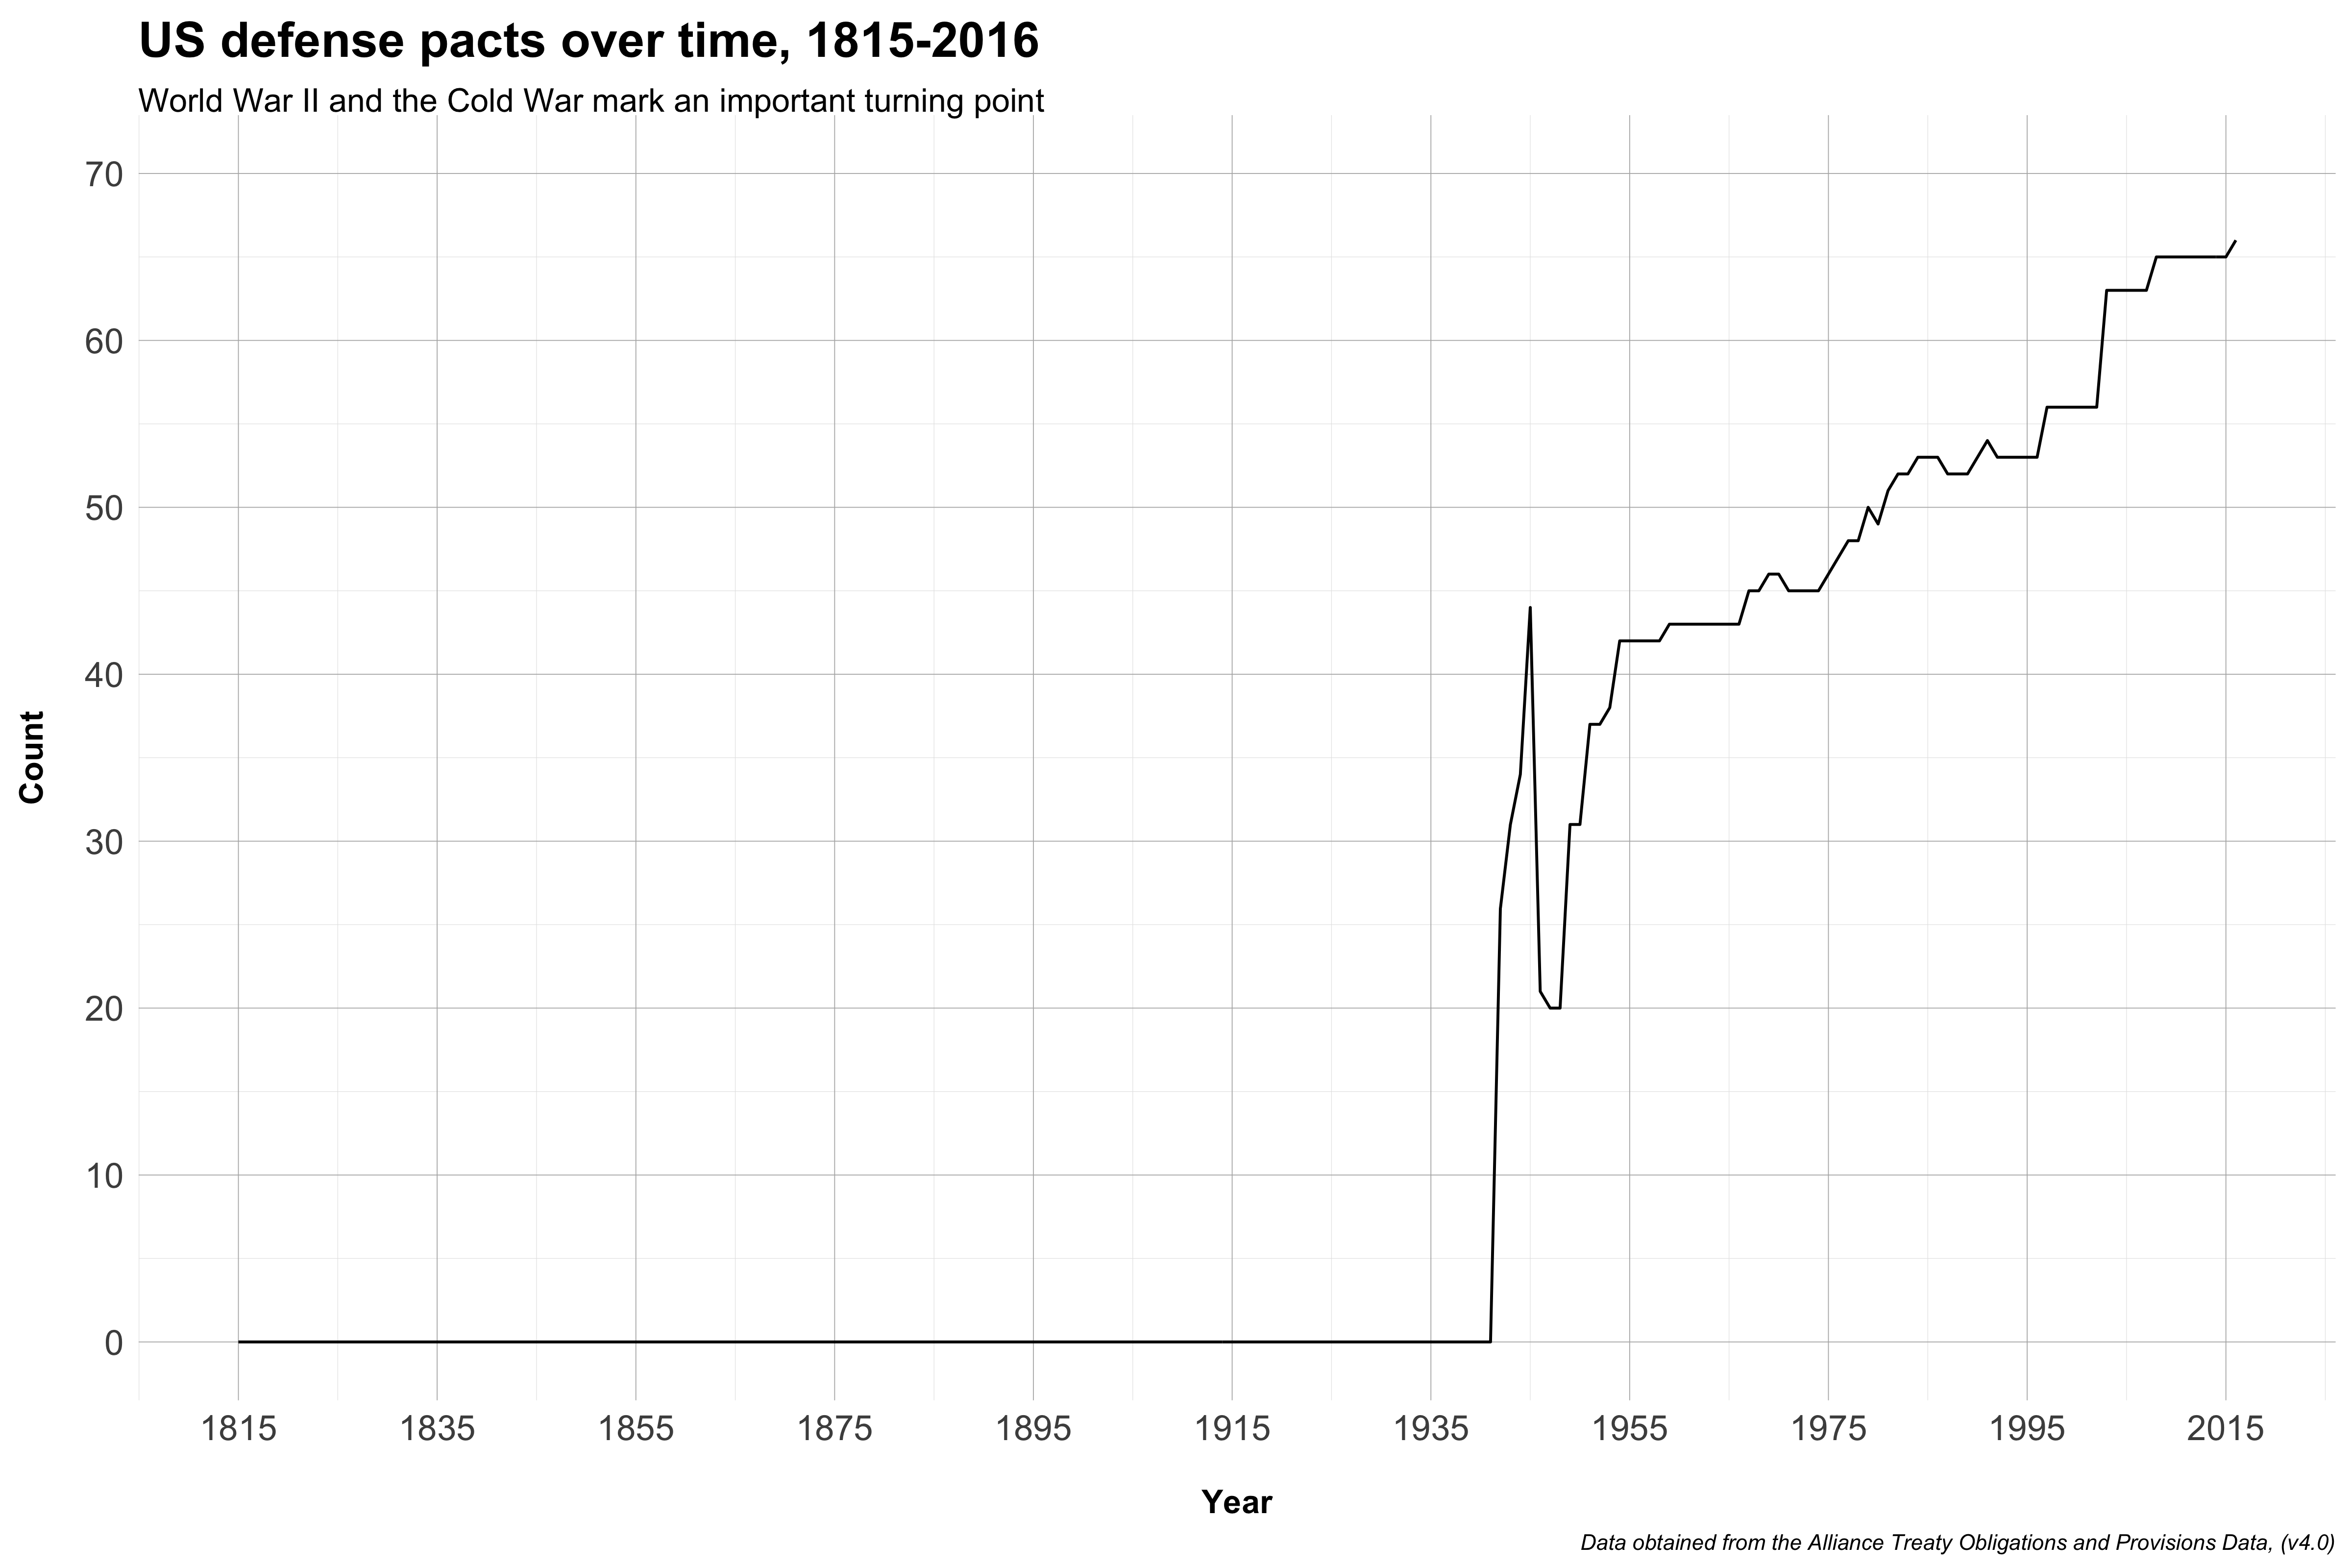 US defense pacts over time, 1815-2016
World War II and the Cold War mark an important turning point
70
60
50
40
30
20
10
0
Count
1815 1835 1855 1875 1895 1915 1935 1955 1975 1995 2015
Year
Data obtained from the Alliance Treaty Obligations and Provisions Data, (v4.0)